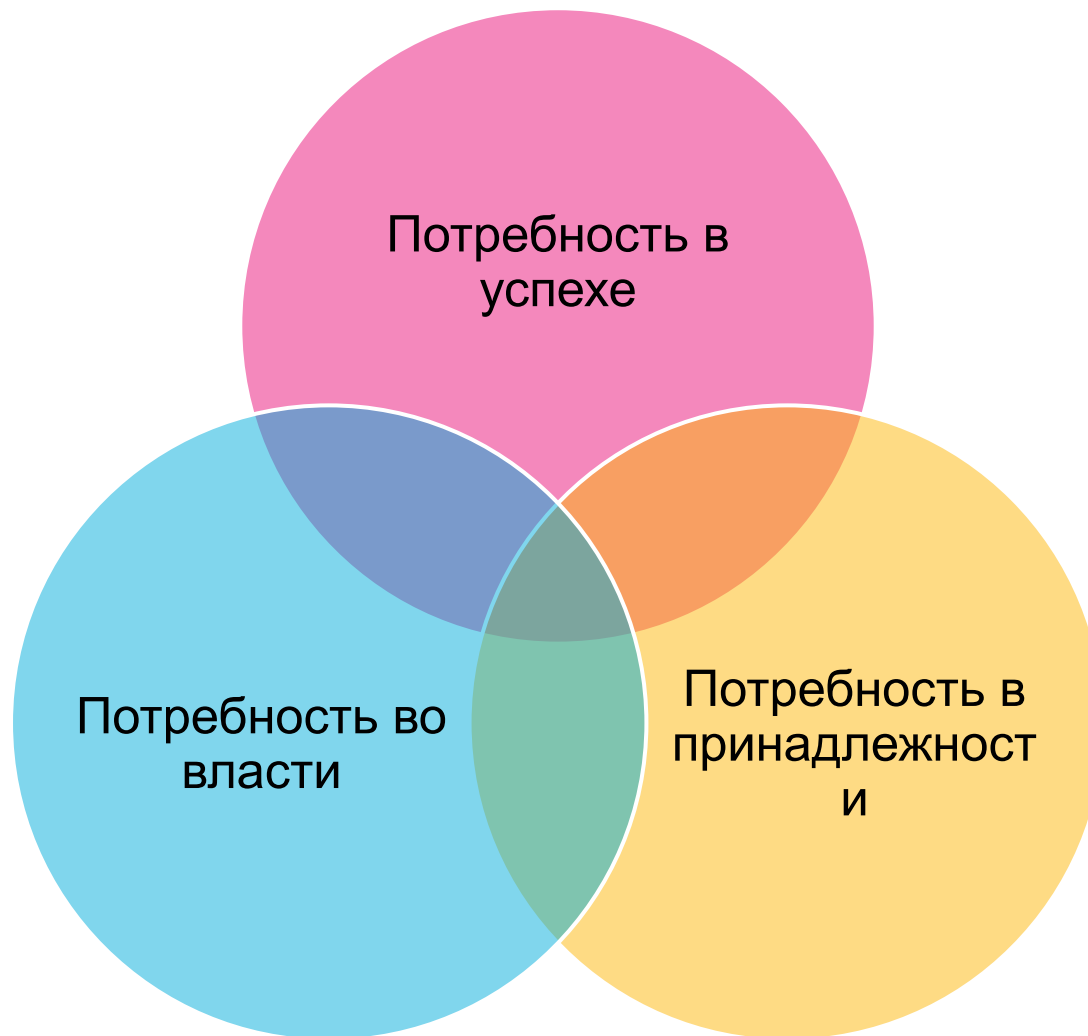 Потребность в
успехе
Потребность во
власти
Потребность в
принадлежност
и